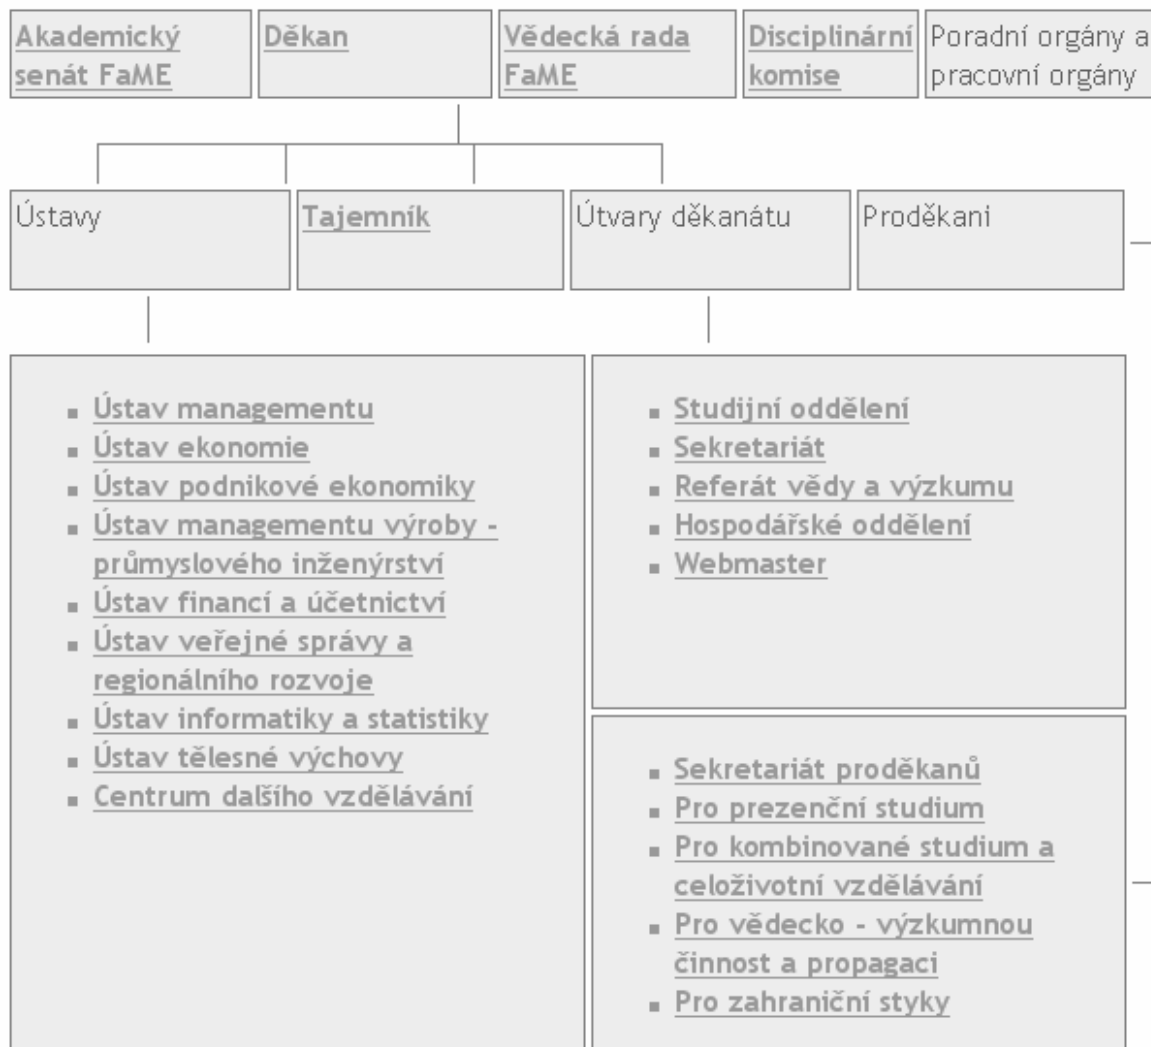 Akademický
senát FaME
Děkan
Vědecká rada
FaME
Disciplinární
komise
Poradní orgány a
pracovní orgány
Ústavy
Tajemník
Útvary děkanátu
Proděkani
Ústav managementu
Ústav ekonomie
Ústav podnikové ekonomiky
Ústav managementu výroby -
průmyslového inženýrství
Ústav financí a účetnictví
Ústav veřejné správy a
regionálního rozvoje
Ústav informatiky a statistiky
Ústav tělesné výchovy
Centrum dalšího vzdělávání
Studijní oddělení
Sekretariát
Referát vědy a výzkumu
Hospodářské oddělení
Webmaster
Sekretariát proděkanů
Pro prezenční studium
Pro kombinované studium a
celoživotní vzdělávání
Pro vědecko - výzkumnou
činnost a propagaci
Pro zahraniční styky